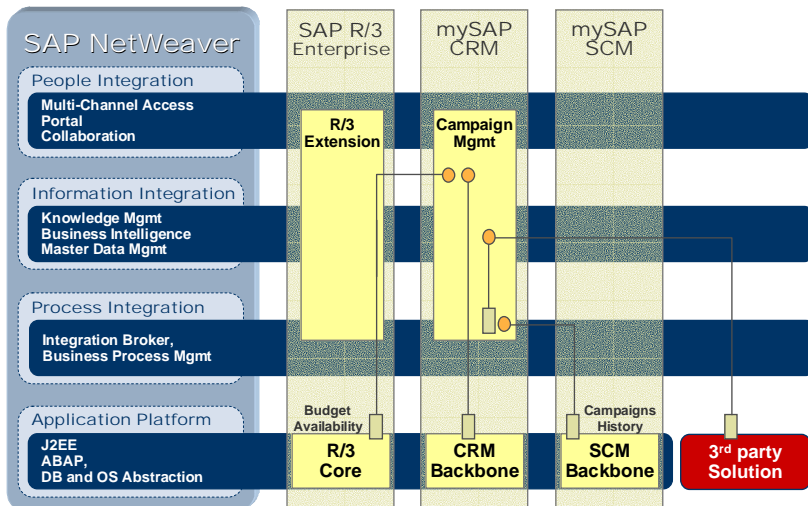 SAP NetWeaver
SAP R/3
Enterprise
mySAP
CRM
mySAP
SCM
People Integration
Multi-Channel Access
Portal
Collaboration
R/3
Extension
Campaign
Mgmt
Information Integration
Knowledge Mgmt
Business Intelligence
Master Data Mgmt
Process Integration
Integration Broker,
Business Process Mgmt
Application Platform
J2EE
ABAP,
DB and OS Abstraction
Budget
Availability
Campaigns
History
R/3
Core
CRM
Backbone
SCM
Backbone
3rd party
Solution